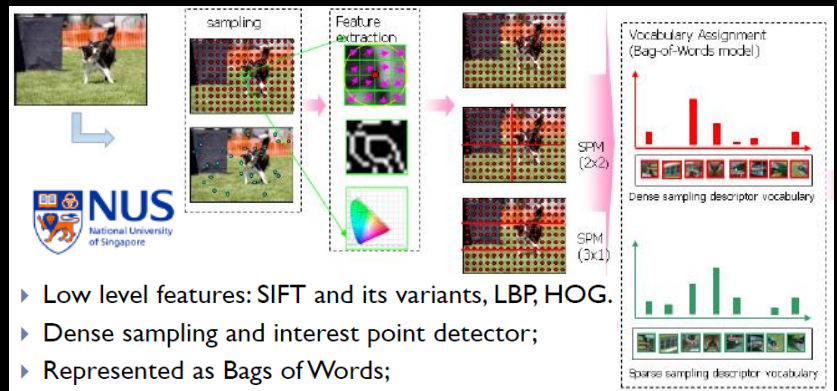 sampling
Feature
extraction
Vocabulary Assignment
(Bag-of-Words model)
SPM
(2x2)
Dense sampling descriptor vocabulary
NUS
National University
of Singapore
SPM
(3x1)
Low level features: SIFT and its variants, LBP, HOG.
Dense sampling and interest point detector;
Represented as Bags of Words;
Sparse sampling descriptor vocabulary